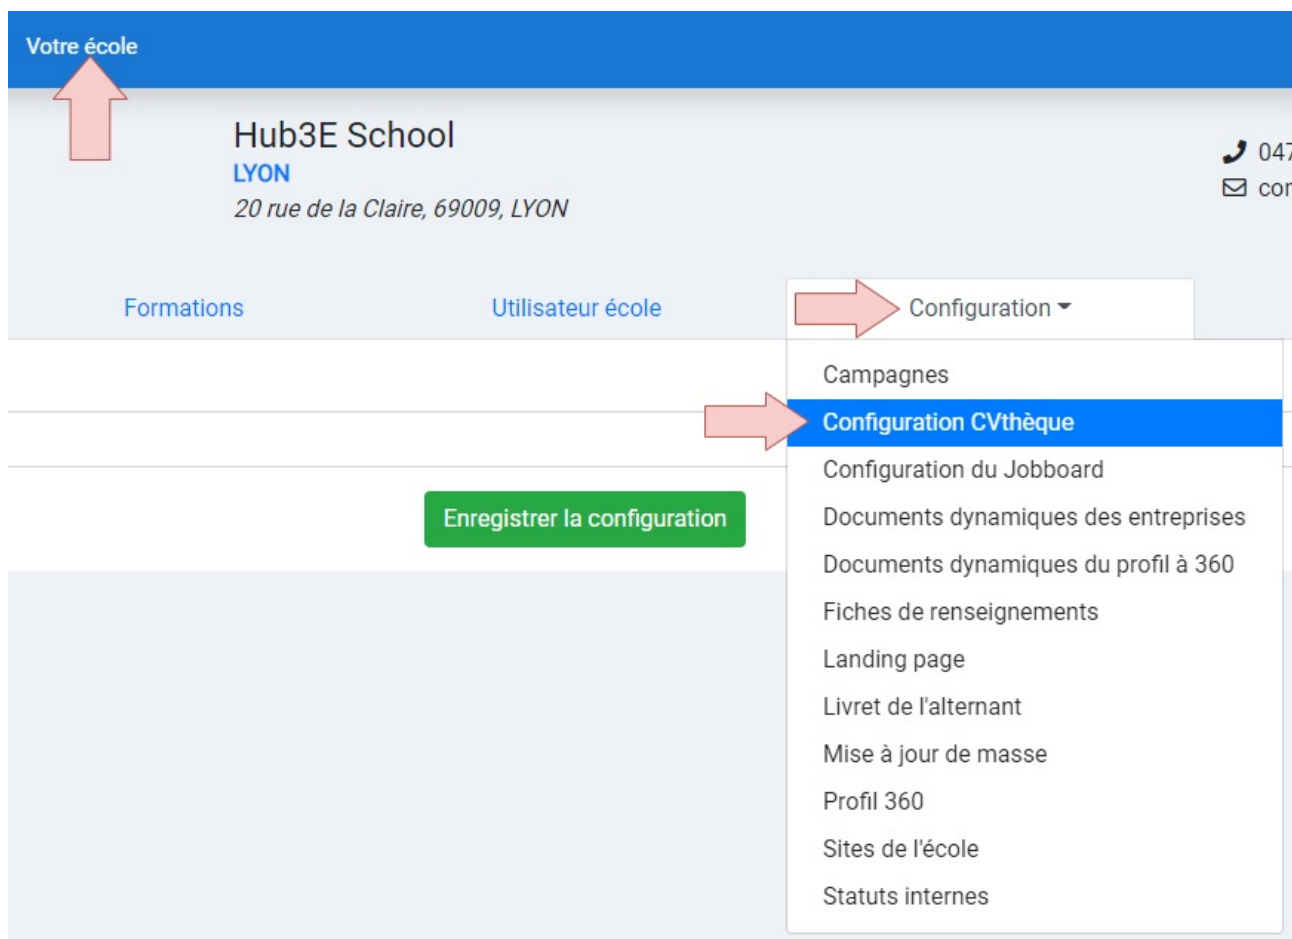 Votre école
Hub3E School
LYON
20 rue de la Claire, 69009, LYON
047
cor
Formations
Utilisateur école
Configuration
Campagnes
Configuration CVthèque
Configuration du Jobboard
Documents dynamiques des entreprises
Documents dynamiques du profil à 360
Fiches de renseignements
Landing page
Livret de l'alternant
Mise à jour de masse
Profil 360
Sites de l'école
Statuts internes
Enregistrer la configuration